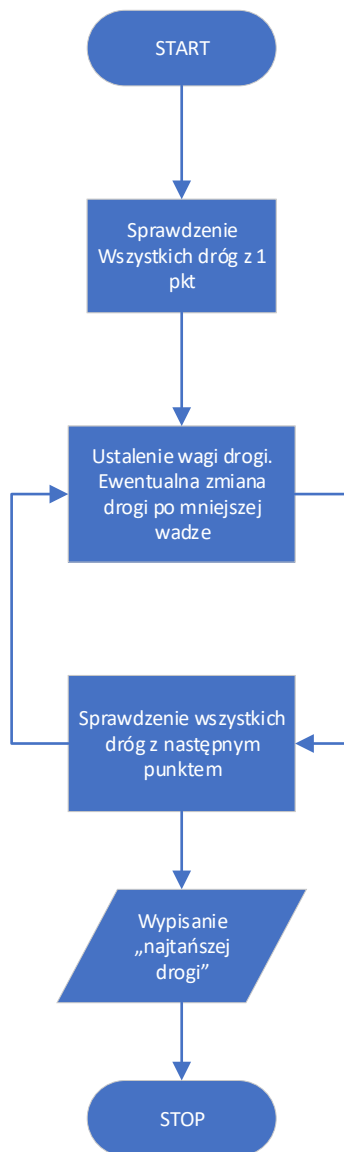 START
Sprawdzenie
Wszystkich dróg z 1
pkt
Ustalenie wagi drogi.
Ewentualna zmiana
drogi po mniejszej
wadze
Sprawdzenie wszystkich
dróg z następnym
punktem
Wypisanie
„najtańszej
drogi”
STOP